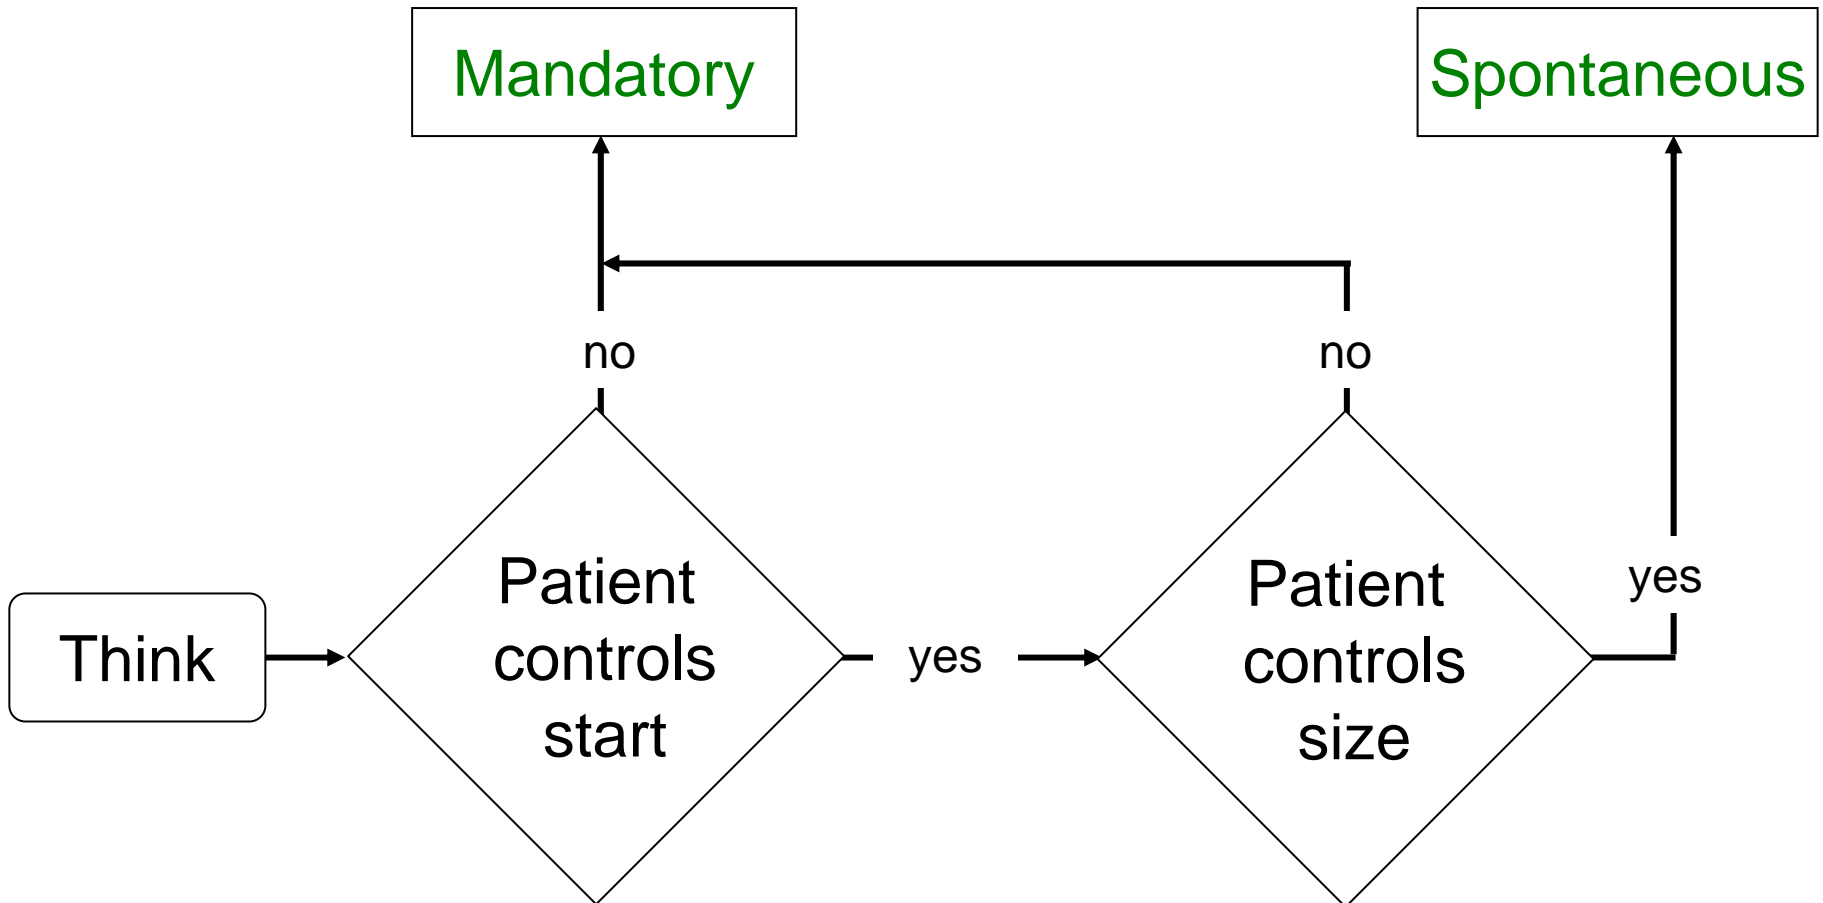 Mandatory
Spontaneous
no
no
yes
Think
Patient
controls
start
yes
Patient
controls
size